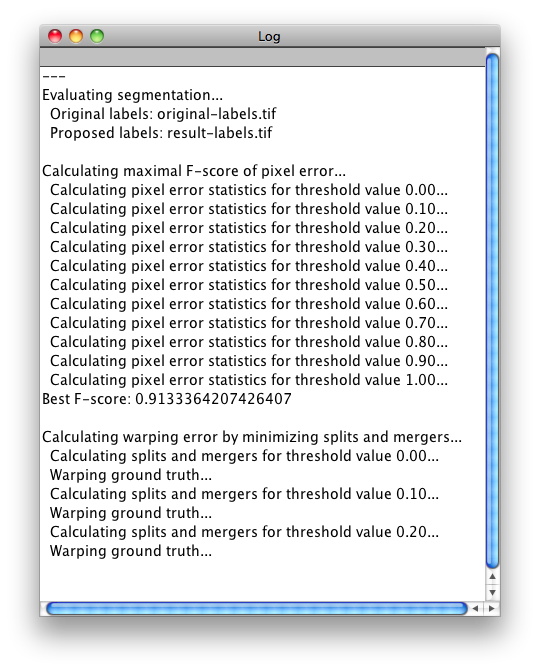 Log
---
Evaluating segmentation...
Original labels: original-labels.tif
Proposed labels: result-labels.tif
Calculating maximal F-score of pixel error...
Calculating pixel error statistics for threshold value 0.00...
Calculating pixel error statistics for threshold value 0.10...
Calculating pixel error statistics for threshold value 0.20...
Calculating pixel error statistics for threshold value 0.30...
Calculating pixel error statistics for threshold value 0.40...
Calculating pixel error statistics for threshold value 0.50...
Calculating pixel error statistics for threshold value 0.60...
Calculating pixel error statistics for threshold value 0.70...
Calculating pixel error statistics for threshold value 0.80...
Calculating pixel error statistics for threshold value 0.90...
Calculating pixel error statistics for threshold value 1.00...
Best F-score: 0.9133364207426407
Calculating warping error by minimizing splits and mergers...
Calculating splits and mergers for threshold value 0.00...
Warping ground truth...
Calculating splits and mergers for threshold value 0.10...
Warping ground truth...
Calculating splits and mergers for threshold value 0.20...
Warping ground truth...